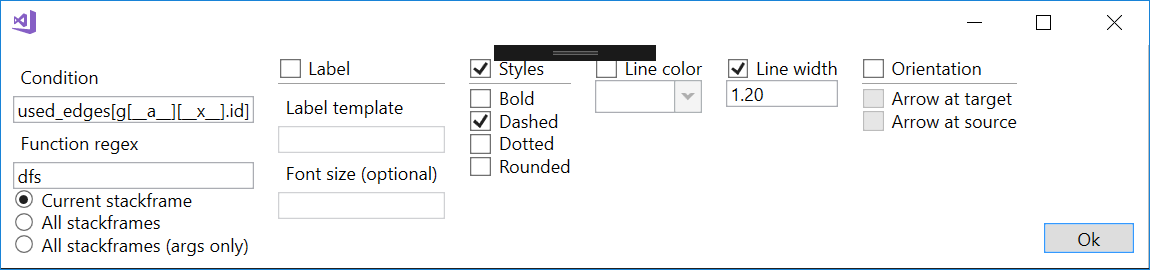 Condition
used_edges[g[__a__][__x__].id]
Function regex
dfs
Current stackframe
All stackframes
All stackframes (args only)
Label
Label template
Font size (optional)
Styles
Bold
Dashed
Dotted
Rounded
Line color
Line width
1.20
Orientation
Arrow at target
Arrow at source
Ok